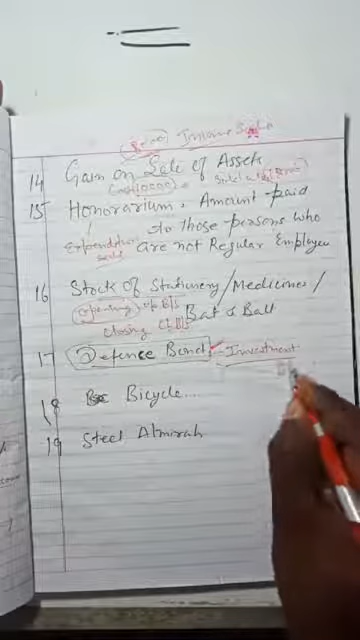 Income Side
14 Gain on Sale of Assets
15 Honorarium = Amount paid
to those persons who
Expenditure side are not Regular Employee
16 Stock of Stationery/Medicines/
opening of B/S Bat & Ball
closing Cl B/S
17 Defence Bond - Investment
18 Bicycle...
19 Steel Almirah